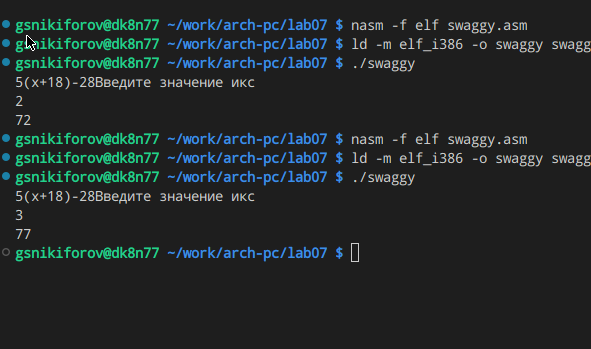 gsnikiforov@dk8n77 ~/work/arch-pc/lab07 $ nasm -f elf swaggy.asm
gsnikiforov@dk8n77 ~/work/arch-pc/lab07 $ ld -m elf_i386 -o swaggy swagg
gsnikiforov@dk8n77 ~/work/arch-pc/lab07 $ ./swaggy
5(x+18)-28Введите значение икс
2
72
gsnikiforov@dk8n77 ~/work/arch-pc/lab07 $ nasm -f elf swaggy.asm
gsnikiforov@dk8n77 ~/work/arch-pc/lab07 $ ld -m elf_i386 -o swaggy swagg
gsnikiforov@dk8n77 ~/work/arch-pc/lab07 $ ./swaggy
5(x+18)-28Введите значение икс
3
77
gsnikiforov@dk8n77 ~/work/arch-pc/lab07 $